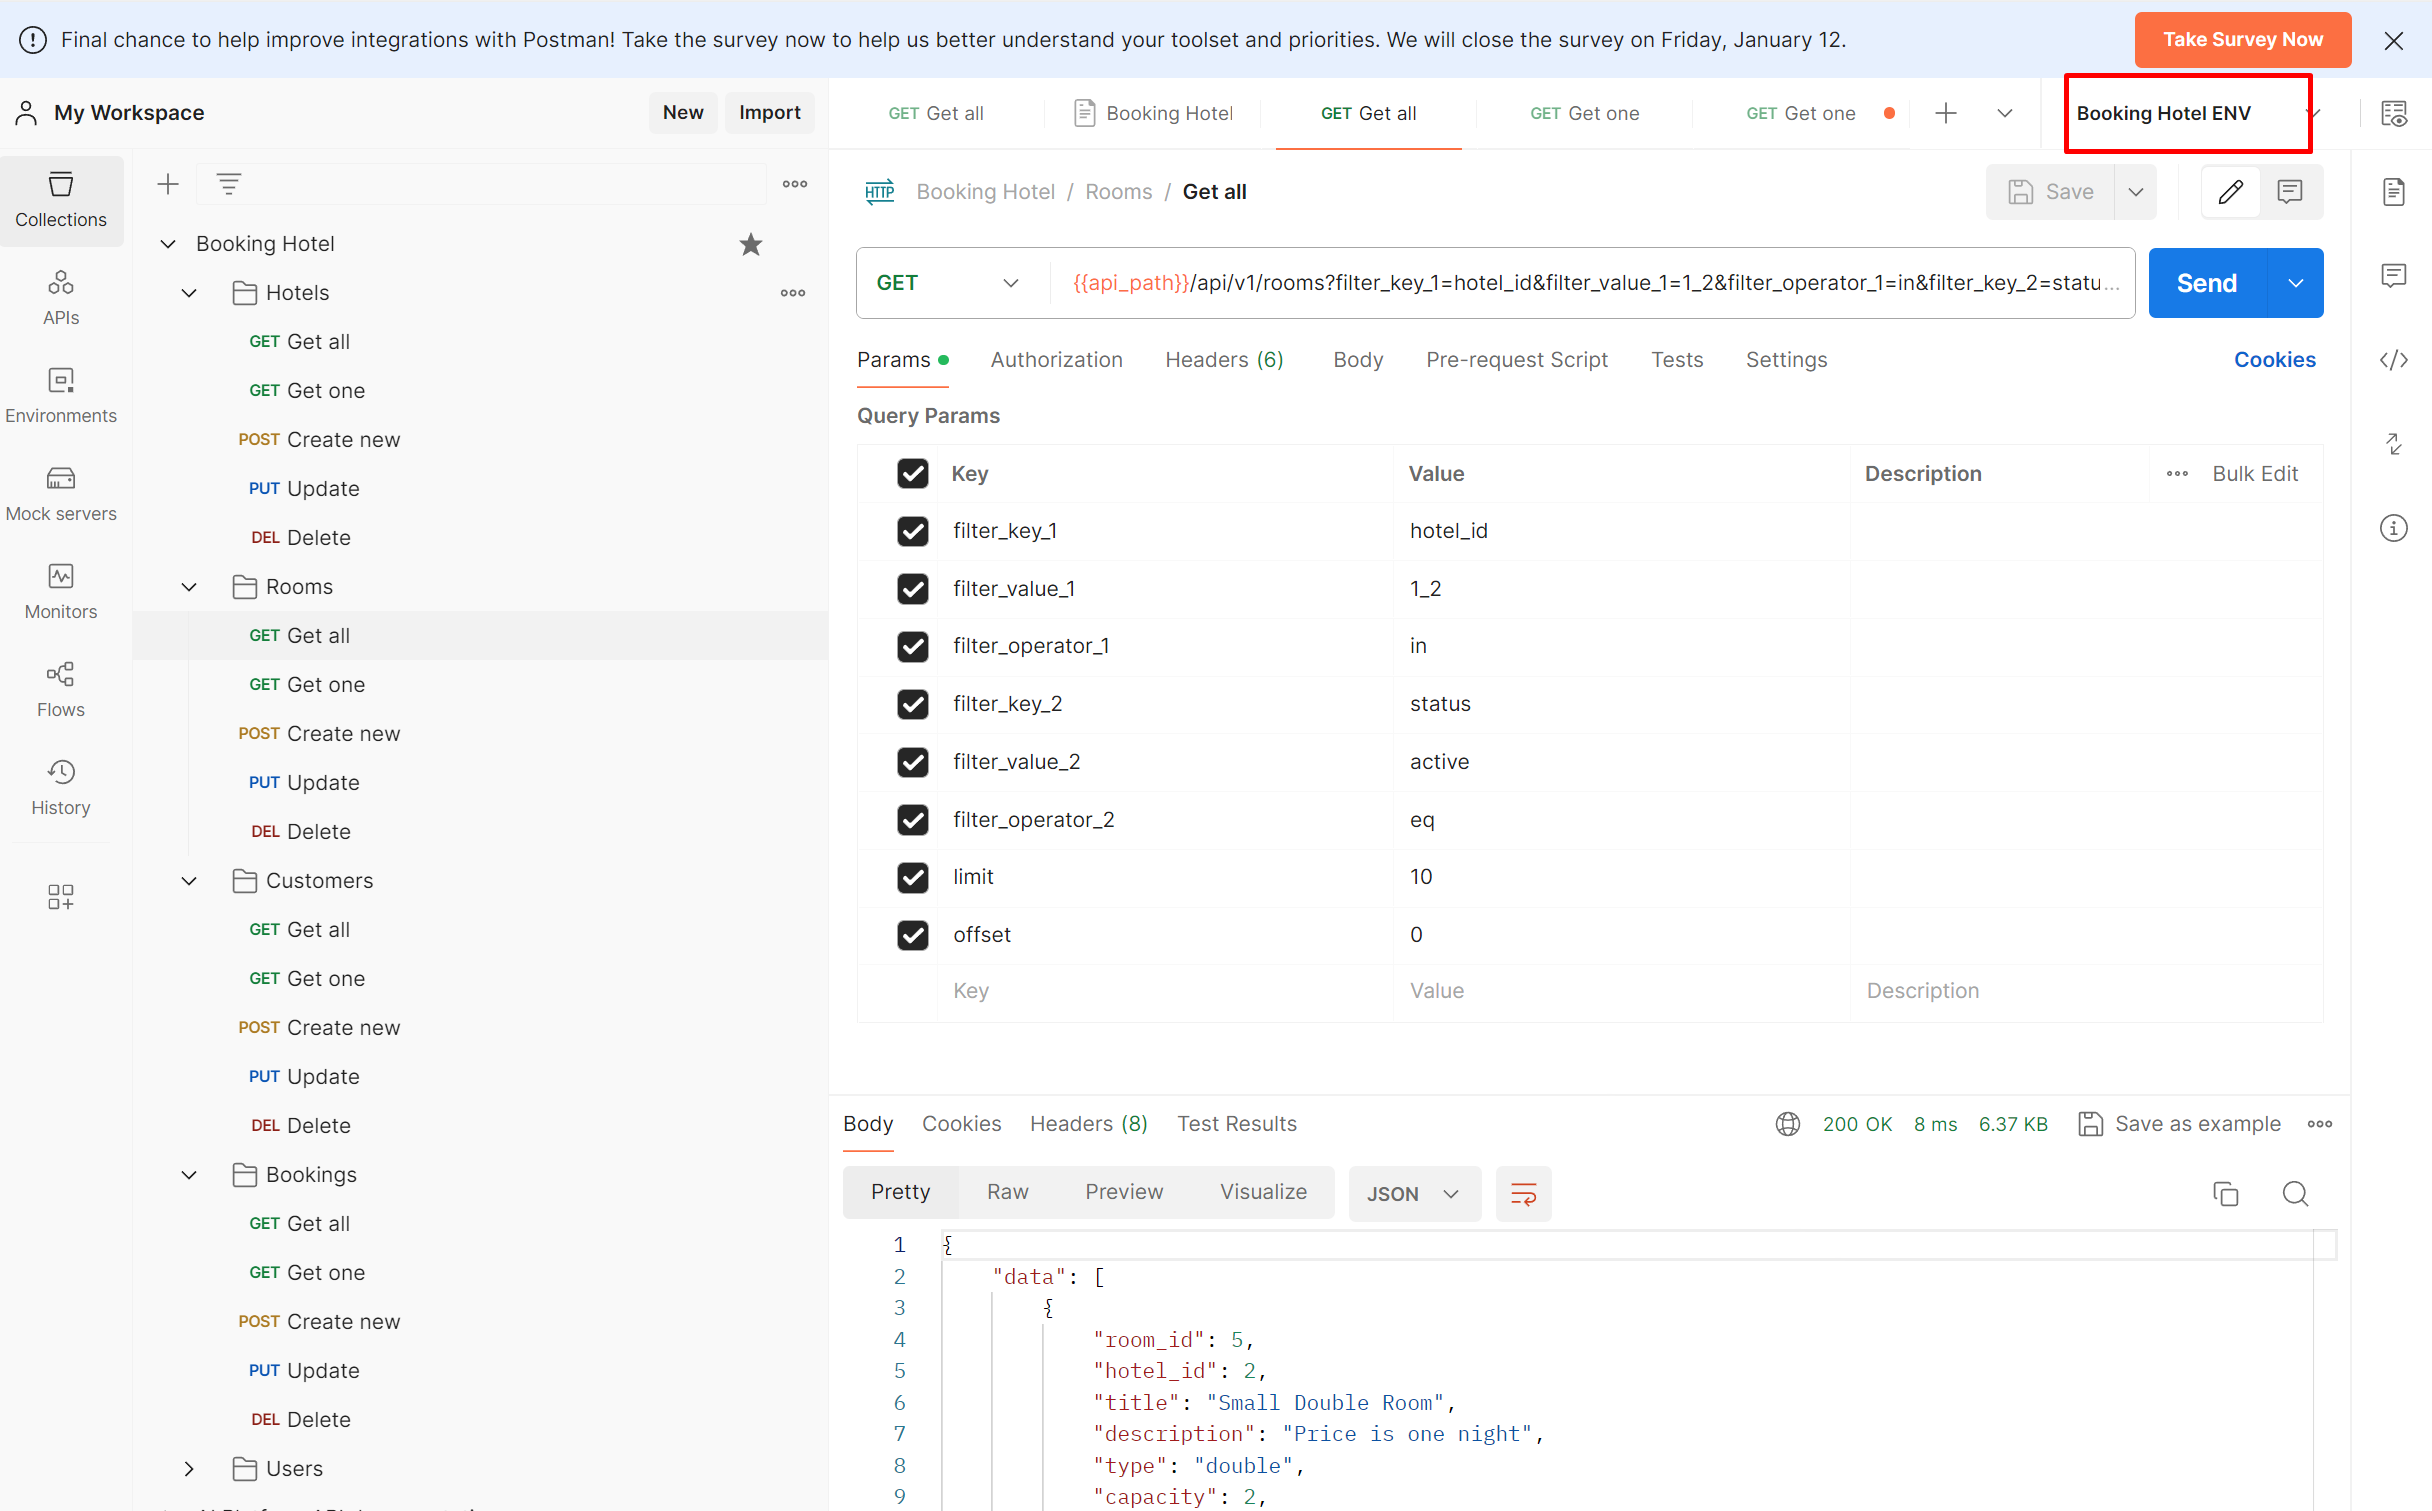 Final chance to help improve integrations with Postman! Take the survey now to help us better understand your toolset and priorities. We will close the survey on Friday, January 12.
Take Survey Now
My Workspace
New
Import
GET Get all
Booking Hotel
GET Get all
GET Get one
GET Get one
Booking Hotel ENV
Collections
APIs
Environments
Mock servers
Monitors
Flows
History
Booking Hotel
Hotels
GET Get all
GET Get one
POST Create new
PUT Update
DEL Delete
Rooms
GET Get all
GET Get one
POST Create new
PUT Update
DEL Delete
Customers
GET Get all
GET Get one
POST Create new
PUT Update
DEL Delete
Bookings
GET Get all
GET Get one
POST Create new
PUT Update
DEL Delete
Users
HTTP Booking Hotel / Rooms / Get all
Save
GET
{{api_path}}/api/v1/rooms?filter_key_1=hotel_id&filter_value_1=1_2&filter_operator_1=in&filter_key_2=statu...
Send
Params
Authorization
Headers (6)
Body
Pre-request Script
Tests
Settings
Cookies
Query Params
Key Value Description Bulk Edit
filter_key_1 hotel_id
filter_value_1 1_2
filter_operator_1 in
filter_key_2 status
filter_value_2 active
filter_operator_2 eq
limit 10
offset 0
Key Value Description
Body
Cookies
Headers (8)
Test Results
200 OK 8 ms 6.37 KB
Save as example
Pretty
Raw
Preview
Visualize
JSON
1 {
2 "data": [
3 {
4 "room_id": 5,
5 "hotel_id": 2,
6 "title": "Small Double Room",
7 "description": "Price is one night",
8 "type": "double",
9 "capacity": 2,